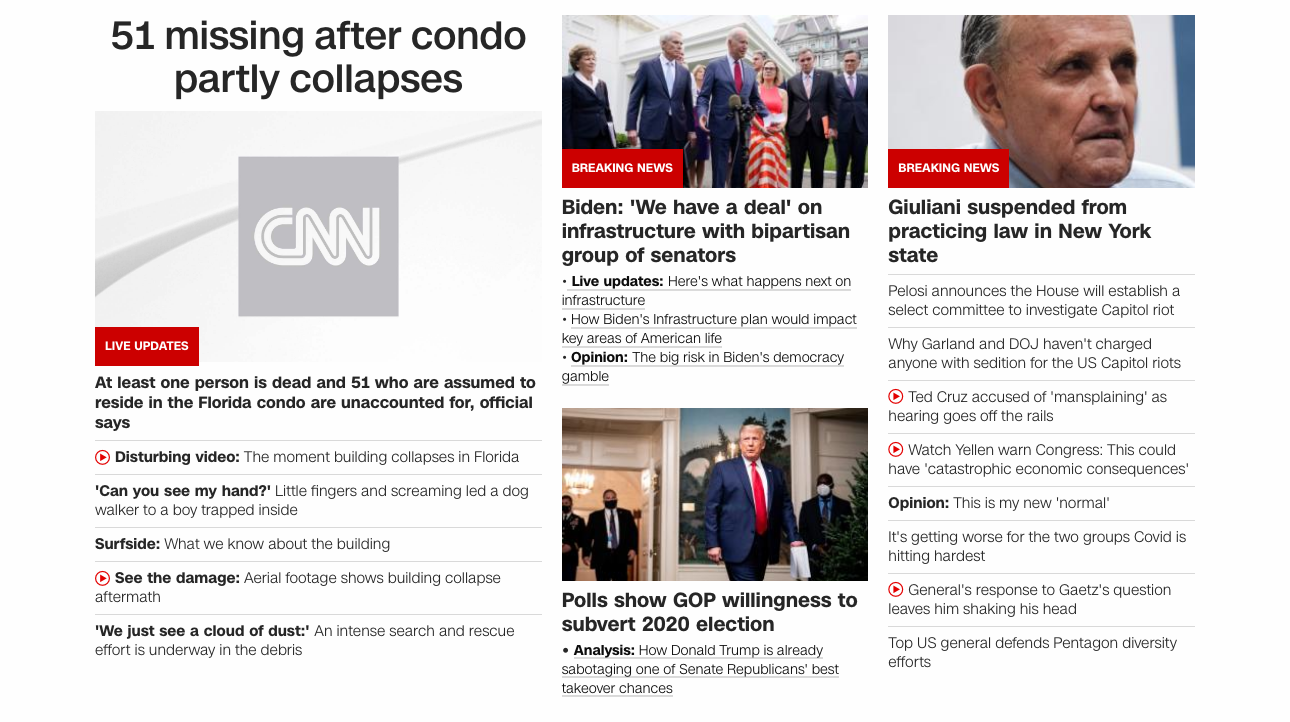 51 missing after condo
partly collapses
CNN
LIVE UPDATES
At least one person is dead and 51 who are assumed to
reside in the Florida condo are unaccounted for, official
says
Disturbing video: The moment building collapses in Florida
'Can you see my hand?' Little fingers and screaming led a dog
walker to a boy trapped inside
Surfside: What we know about the building
See the damage: Aerial footage shows building collapse
aftermath
'We just see a cloud of dust:' An intense search and rescue
effort is underway in the debris
BREAKING NEWS
Biden: 'We have a deal' on
infrastructure with bipartisan
group of senators
• Live updates: Here's what happens next on
infrastructure
• How Biden's Infrastructure plan would impact
key areas of American life
• Opinion: The big risk in Biden's democracy
gamble
Polls show GOP willingness to
subvert 2020 election
• Analysis: How Donald Trump is already
sabotaging one of Senate Republicans' best
takeover chances
BREAKING NEWS
Giuliani suspended from
practicing law in New York
state
Pelosi announces the House will establish a
select committee to investigate Capitol riot
Why Garland and DOJ haven't charged
anyone with sedition for the US Capitol riots
Ted Cruz accused of 'mansplaining' as
hearing goes off the rails
Watch Yellen warn Congress: This could
have 'catastrophic economic consequences'
Opinion: This is my new 'normal'
It's getting worse for the two groups Covid is
hitting hardest
General's response to Gaetz's question
leaves him shaking his head
Top US general defends Pentagon diversity
efforts